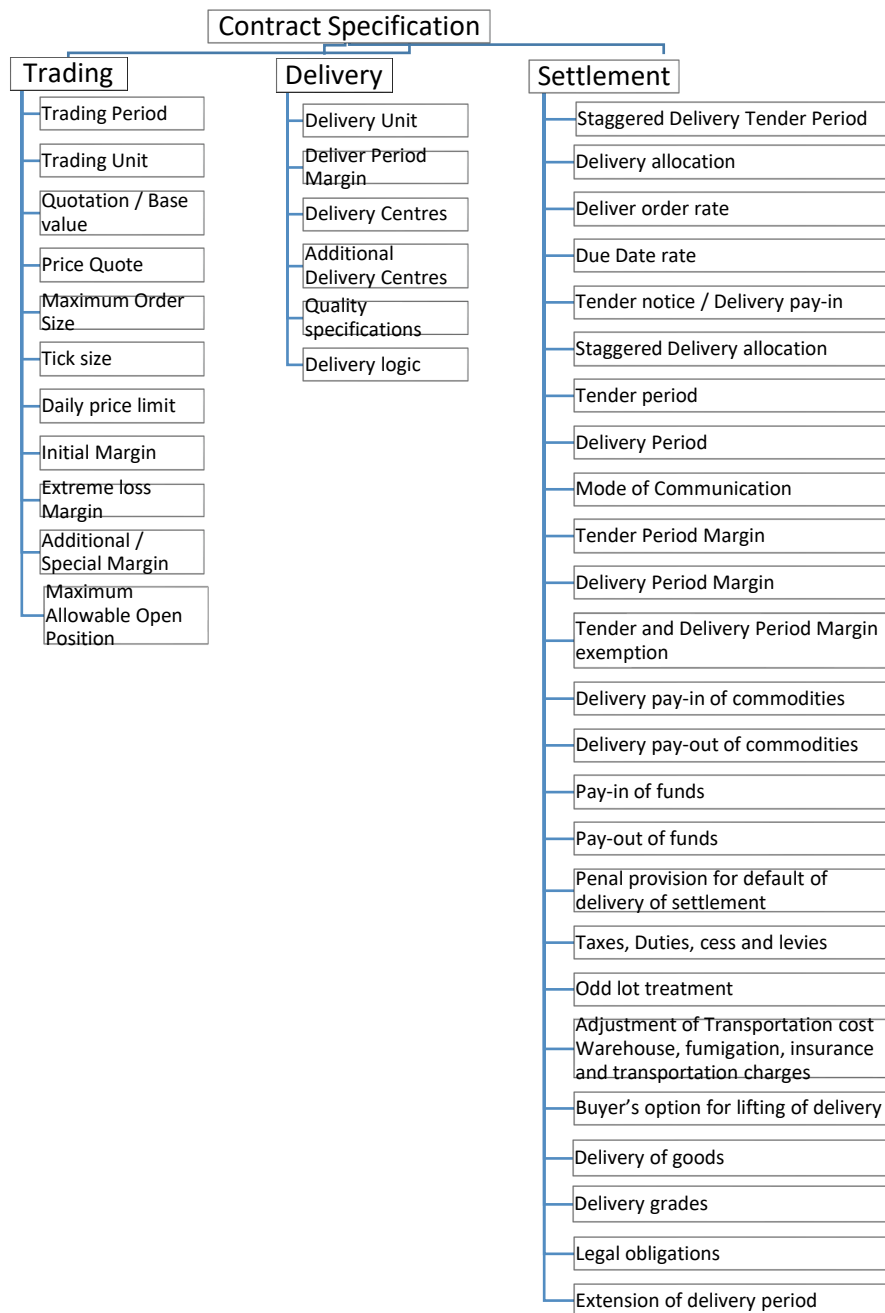 Contract Specification
Trading
Trading Period
Trading Unit
Quotation / Base
value
Price Quote
Maximum Order
Size
Tick size
Daily price limit
Initial Margin
Extreme loss
Margin
Additional /
Special Margin
Maximum
Allowable Open
Position
Delivery
Delivery Unit
Deliver Period
Margin
Delivery Centres
Additional
Delivery Centres
Quality
specifications
Delivery logic
Settlement
Staggered Delivery Tender Period
Delivery allocation
Deliver order rate
Due Date rate
Tender notice / Delivery pay-in
Staggered Delivery allocation
Tender period
Delivery Period
Mode of Communication
Tender Period Margin
Delivery Period Margin
Tender and Delivery Period Margin
exemption
Delivery pay-in of commodities
Delivery pay-out of commodities
Pay-in of funds
Pay-out of funds
Penal provision for default of
delivery of settlement
Taxes, Duties, cess and levies
Odd lot treatment
Adjustment of Transportation cost
Warehouse, fumigation, insurance
and transportation charges
Buyer’s option for lifting of delivery
Delivery of goods
Delivery grades
Legal obligations
Extension of delivery period